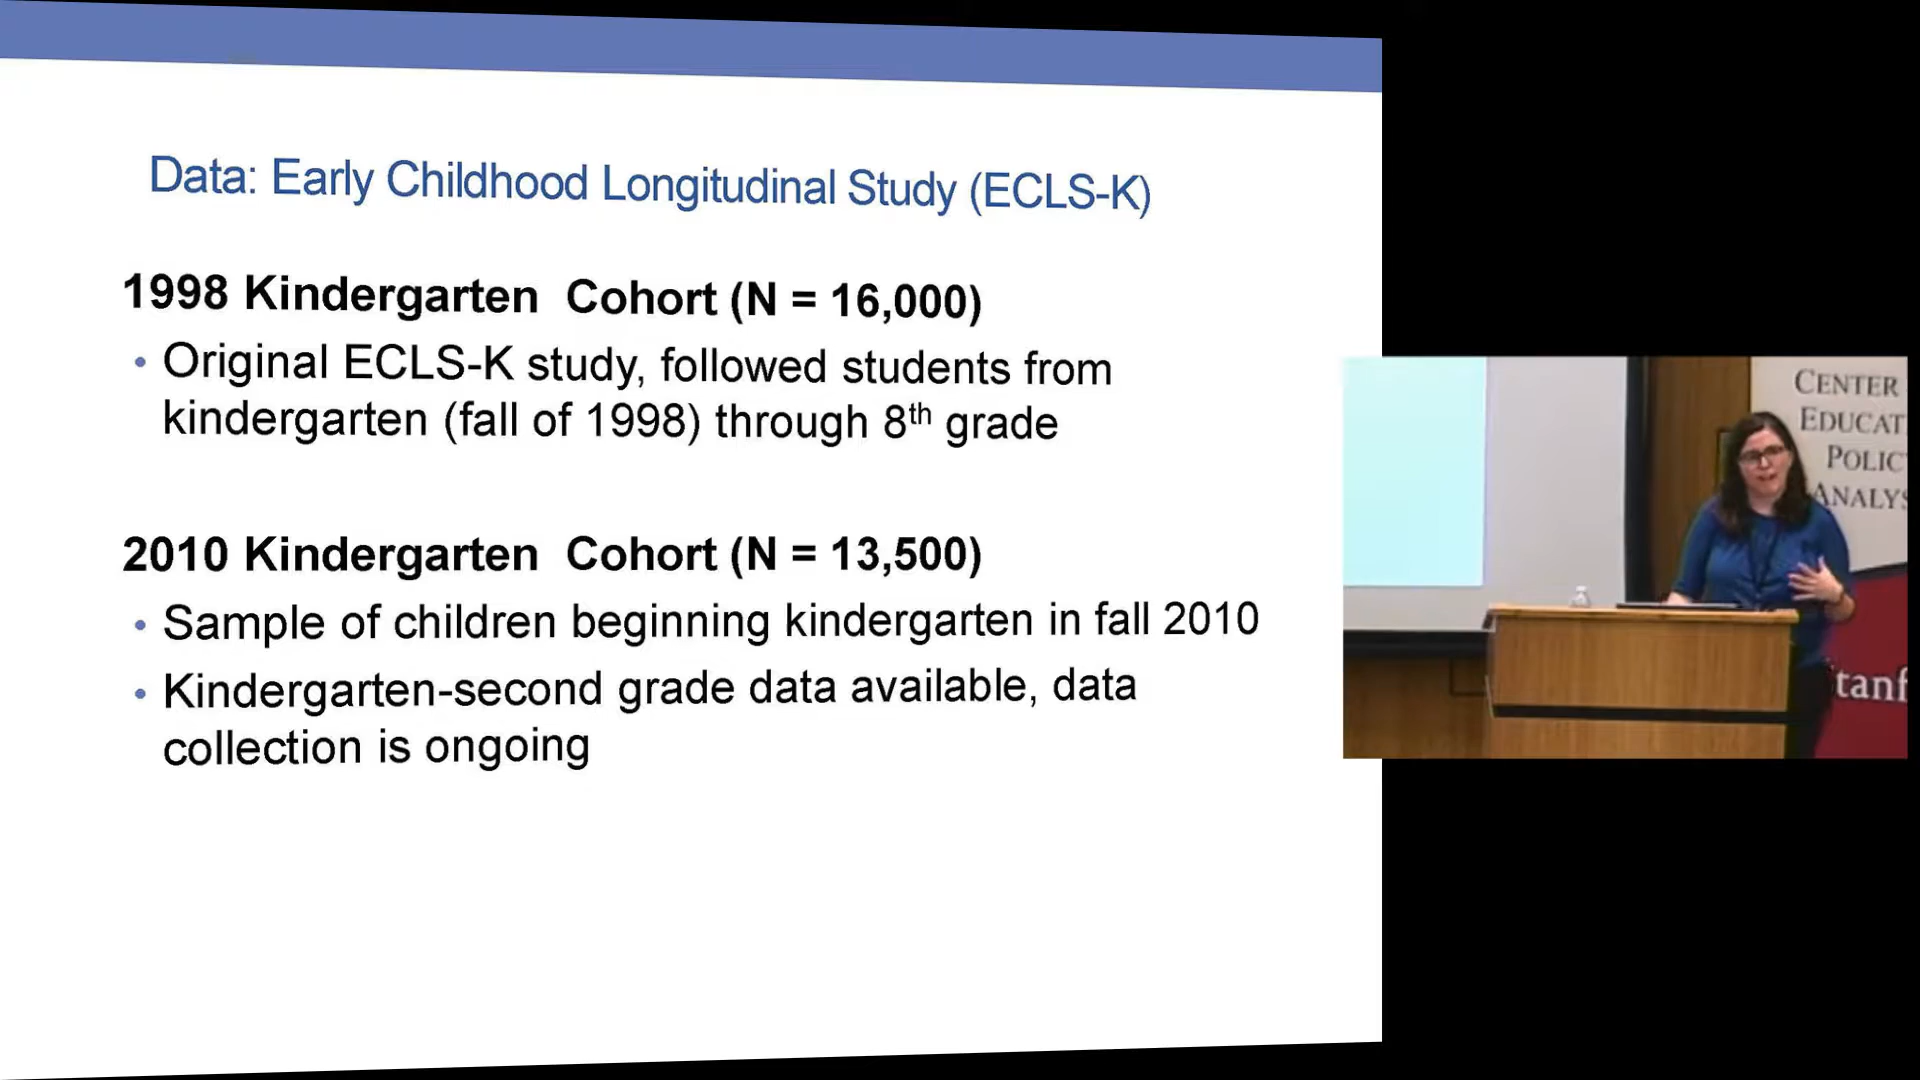 Data: Early Childhood Longitudinal Study (ECLS-K)
1998 Kindergarten Cohort (N = 16,000)
• Original ECLS-K study, followed students from
kindergarten (fall of 1998) through 8th grade
2010 Kindergarten Cohort (N = 13,500)
• Sample of children beginning kindergarten in fall 2010
• Kindergarten-second grade data available, data
collection is ongoing
CENTER
EDUCAT
POLIC
ANALYS
tanf